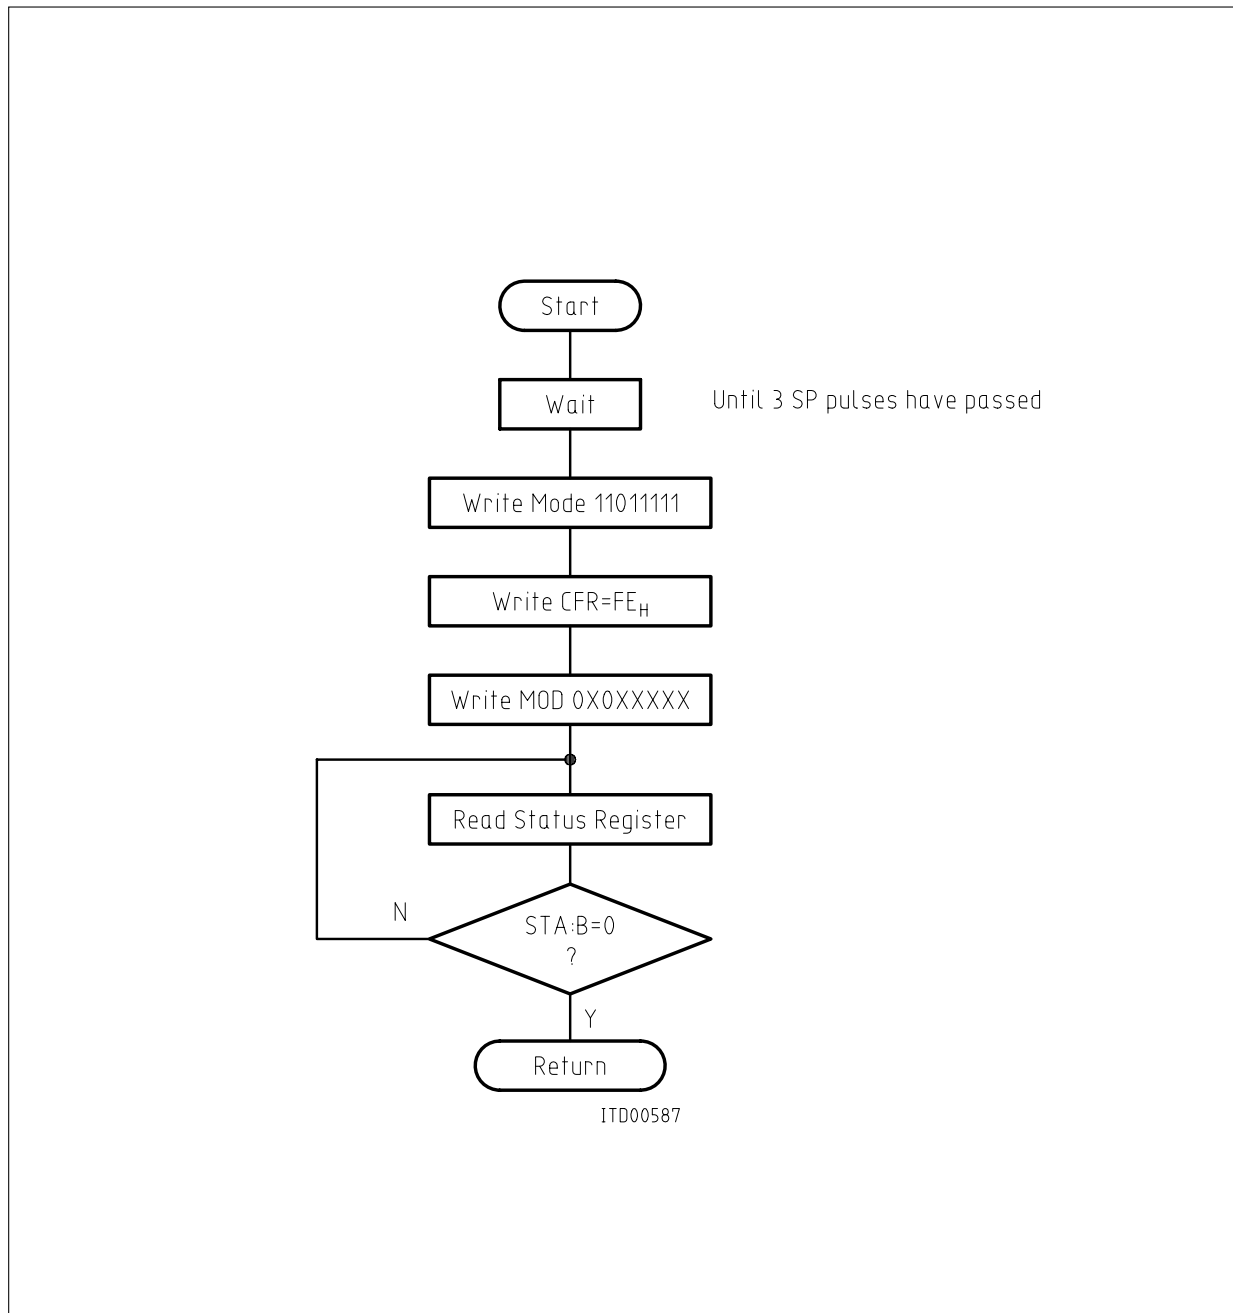 Start
Wait
Until 3 SP pulses have passed
Write Mode 11011111
Write CFR=FEH
Write MOD 0X0XXXXX
Read Status Register
N
STA:B=0
?
Y
Return
ITD00587